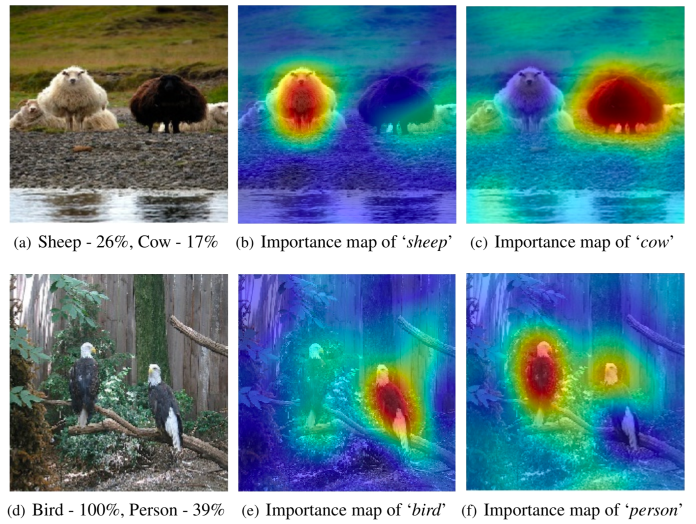 (a) Sheep - 26%, Cow - 17%
(b) Importance map of ‘sheep’
(c) Importance map of ‘cow’
(d) Bird - 100%, Person - 39%
(e) Importance map of ‘bird’
(f) Importance map of ‘person’